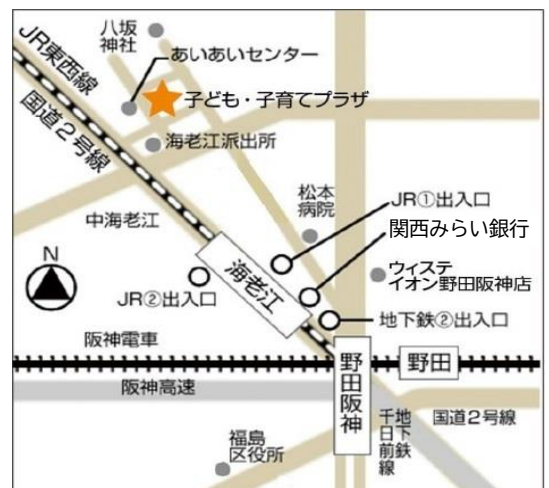 八坂
神社
あいあいセンター
JR東西線
国道２号線
子ども・子育てプラザ
海老江派出所
松本
病院
JR①出入口
中海老江
関西みらい銀行
N
海老江
ウィステ
イオン野田阪神店
JR②出入口
地下鉄②出入口
阪神電車
野田阪神
野田
阪神高速
千日前線
地下鉄
国道２号線
福島
区役所